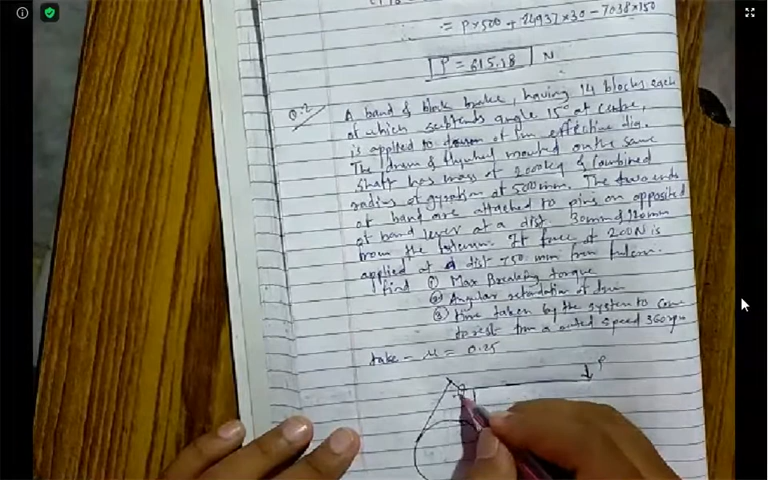 = P×500 + 24937×30 - 7038×150
P = 615.18 N
Q.2 A band & block brake, having 14 blocks each
of which subtends angle 15° at centre,
is applied to drum of 1m effective dia.
The drum & flywheel mounted on the same
shaft has mass of 2000kg & Combined
radius of gyration of 500mm. The two ends
of band are attached to pins on opposite
of band lever at a dist. 30mm & 120mm
from the fulcrum. If force of 200N is
applied at a dist 750 mm from fulcrum.
find ① Max Breaking torque
② Angular retardation of drum
③ time taken by the system to come
to rest from a speed 360rpm
take - μ = 0.25
P